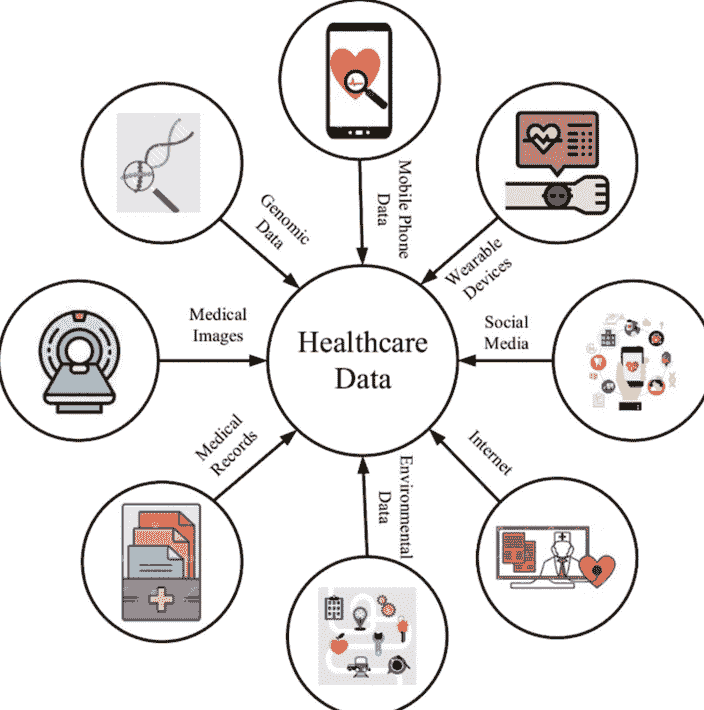 Mobile Phone
Data
Genomic
Data
Wearable
Devices
Medical
Images
Healthcare
Data
Social
Media
Medical
Records
Internet
Environmental
Data